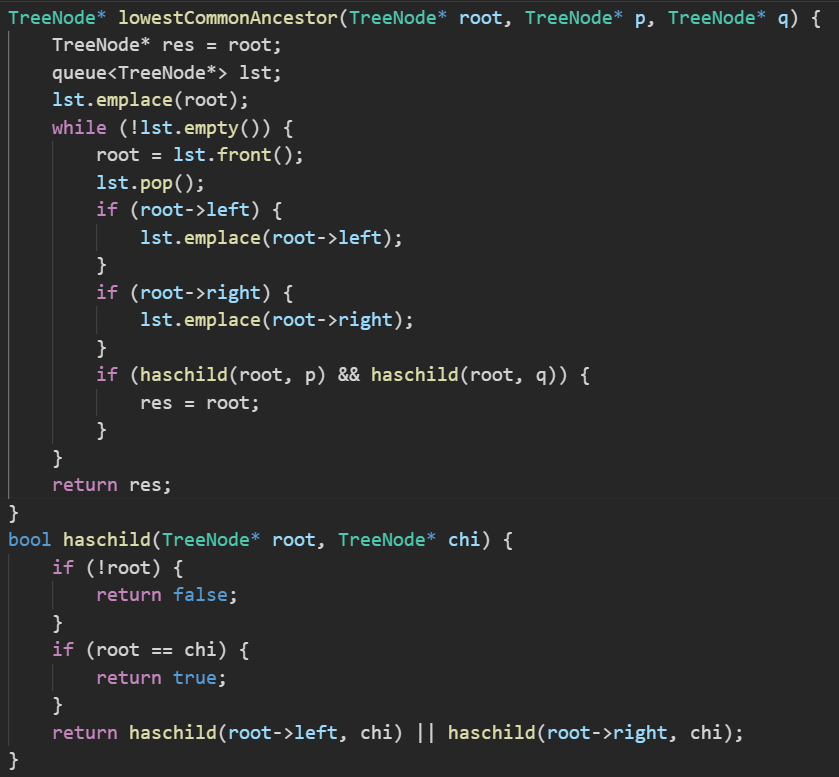 TreeNode* lowestCommonAncestor(TreeNode* root, TreeNode* p, TreeNode* q) {
    TreeNode* res = root;
    queue<TreeNode*> lst;
    lst.emplace(root);
    while (!lst.empty()) {
        root = lst.front();
        lst.pop();
        if (root->left) {
            lst.emplace(root->left);
        }
        if (root->right) {
            lst.emplace(root->right);
        }
        if (haschild(root, p) && haschild(root, q)) {
            res = root;
        }
    }
    return res;
}
bool haschild(TreeNode* root, TreeNode* chi) {
    if (!root) {
        return false;
    }
    if (root == chi) {
        return true;
    }
    return haschild(root->left, chi) || haschild(root->right, chi);
}